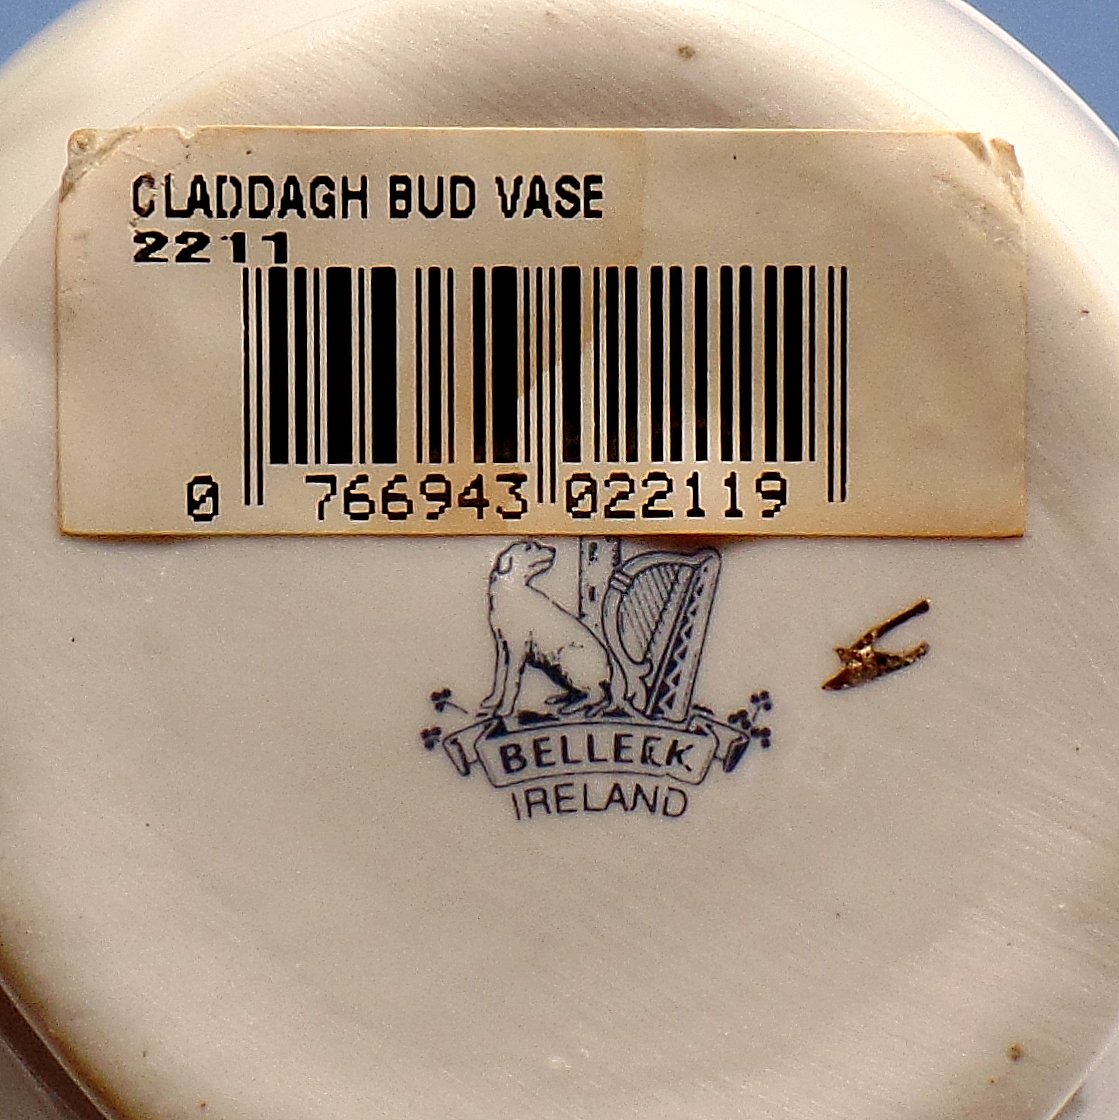 CLADDAGH BUD VASE
2211
0 766943 022119
BELLEEK
IRELAND